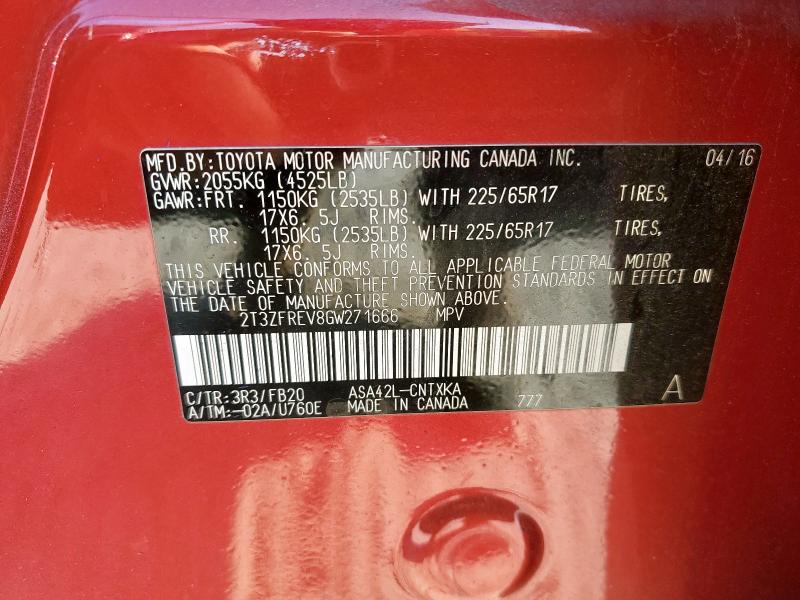 MFD.BY:TOYOTA MOTOR MANUFACTURING CANADA INC. 04/16
GVWR:2055KG (4525LB)
GAWR:FRT. 1150KG (2535LB) WITH 225/65R17 TIRES,
17X6. 5J RIMS.
RR. 1150KG (2535LB) WITH 225/65R17 TIRES,
17X6. 5J RIMS.
THIS VEHICLE CONFORMS TO ALL APPLICABLE FEDERAL MOTOR
VEHICLE SAFETY AND THEFT PREVENTION STANDARDS IN EFFECT ON
THE DATE OF MANUFACTURE SHOWN ABOVE.
2T3ZFREV8GW271666 MPV
C/TR:3R3/FB20 ASA42L-CNTXKA A
A/TM:-02A/U760E MADE IN CANADA 777